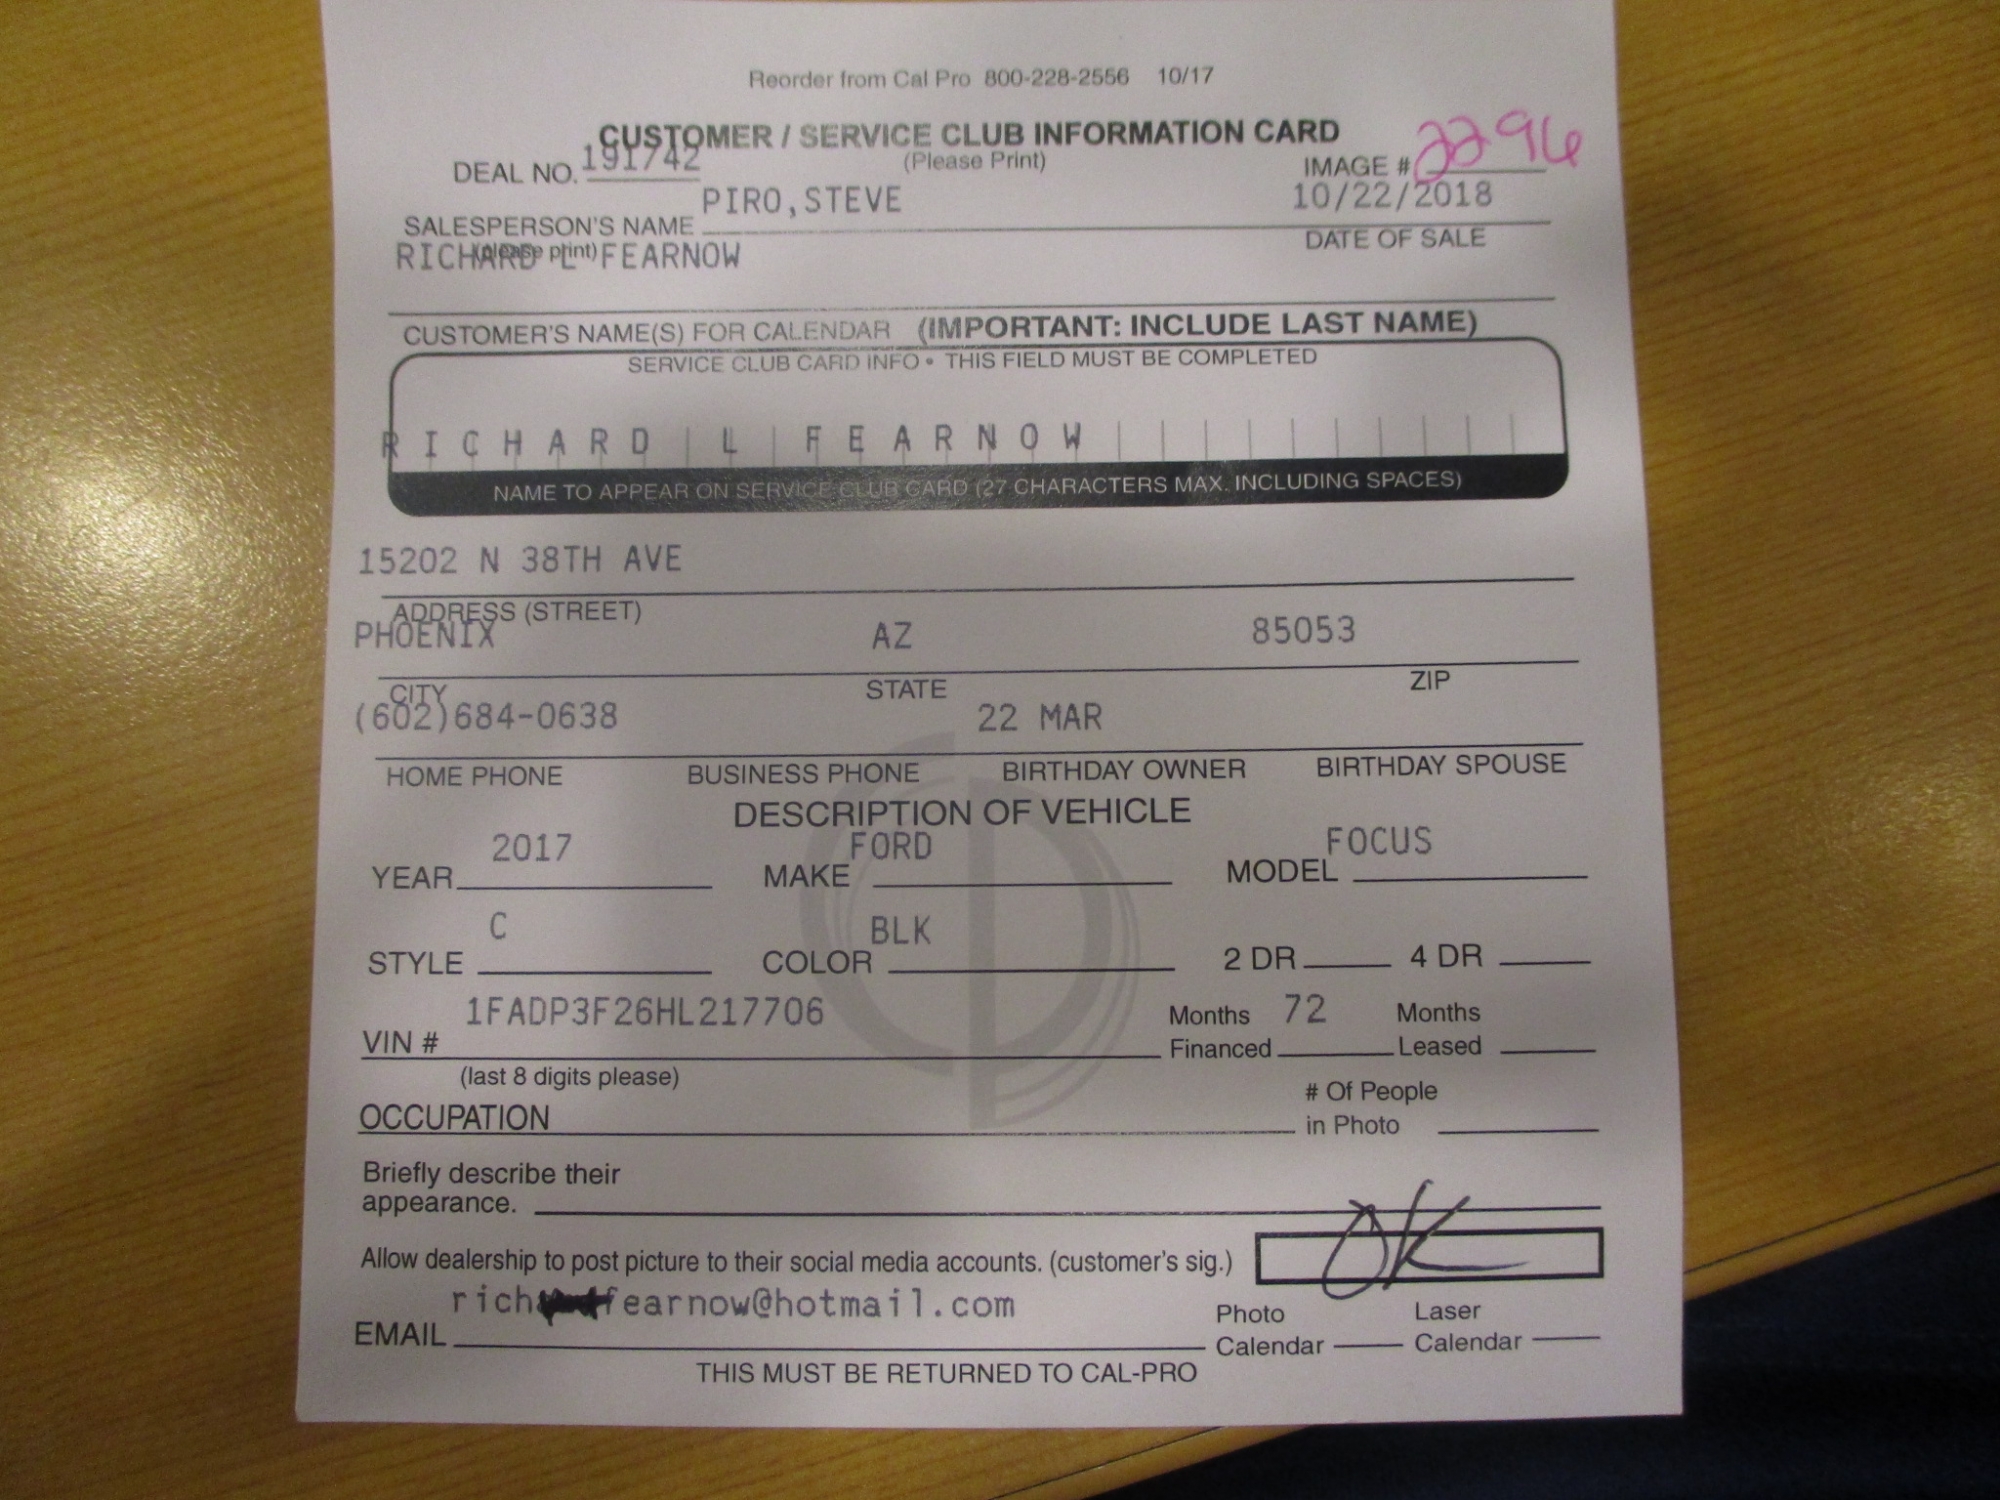 Reorder from Cal Pro 800-228-2556 10/17
CUSTOMER / SERVICE CLUB INFORMATION CARD
DEAL NO. 191742 (Please Print) IMAGE # 2296
PIRO,STEVE 10/22/2018
SALESPERSON'S NAME DATE OF SALE
(please print)
RICHARD L FEARNOW
CUSTOMER'S NAME(S) FOR CALENDAR (IMPORTANT: INCLUDE LAST NAME)
SERVICE CLUB CARD INFO • THIS FIELD MUST BE COMPLETED
RICHARD L FEARNOW
NAME TO APPEAR ON SERVICE CLUB CARD (27 CHARACTERS MAX. INCLUDING SPACES)
15202 N 38TH AVE
ADDRESS (STREET)
PHOENIX AZ 85053
CITY STATE ZIP
(602)684-0638 22 MAR
HOME PHONE BUSINESS PHONE BIRTHDAY OWNER BIRTHDAY SPOUSE
DESCRIPTION OF VEHICLE
2017 FORD FOCUS
YEAR MAKE MODEL
C BLK
STYLE COLOR 2 DR 4 DR
1FADP3F26HL217706 Months 72 Months
VIN # Financed Leased
(last 8 digits please)
# Of People
OCCUPATION in Photo
Briefly describe their
appearance.
OK
Allow dealership to post picture to their social media accounts. (customer's sig.)
richfearnow@hotmail.com
Photo Laser
EMAIL Calendar Calendar
THIS MUST BE RETURNED TO CAL-PRO